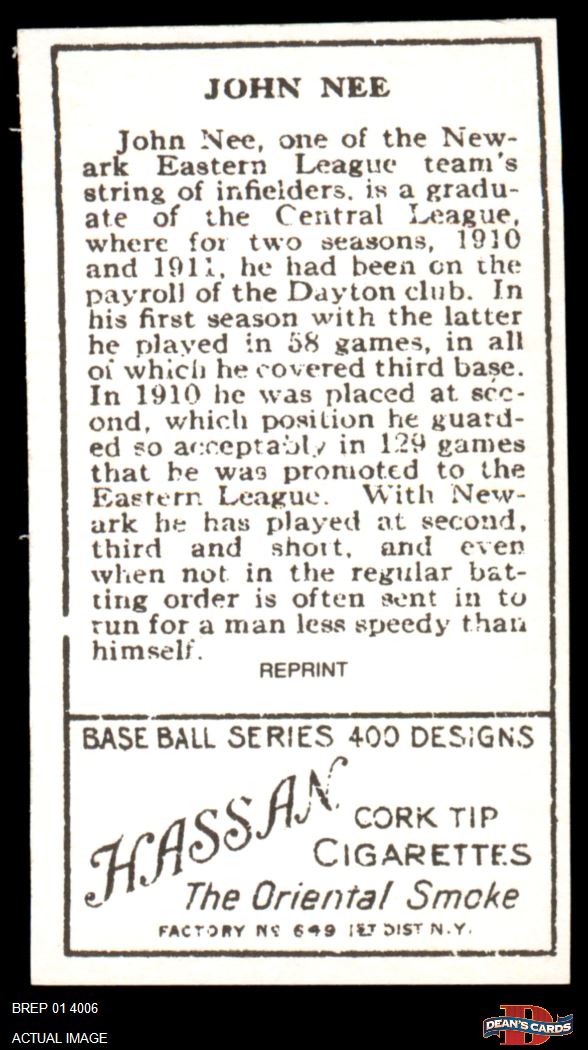 JOHN NEE
John Nee, one of the New-
ark Eastern League team's
string of infielders, is a gradu-
ate of the Central League,
where for two seasons, 1910
and 1911, he had been on the
payroll of the Dayton club. In
his first season with the latter
he played in 58 games, in all
of which he covered third base.
In 1910 he was placed at sec-
ond, which position he guard-
ed so acceptably in 129 games
that he was promoted to the
Eastern League. With New-
ark he has played at second,
third and short, and even
when not in the regular bat-
ting order is often sent in to
run for a man less speedy than
himself.
REPRINT
BASE BALL SERIES 400 DESIGNS
HASSAN
CORK TIP
CIGARETTES
The Oriental Smoke
FACTORY Nº 649 1ST DIST N.Y.
BREP 01 4006
ACTUAL IMAGE
D
DEAN'S CARDS